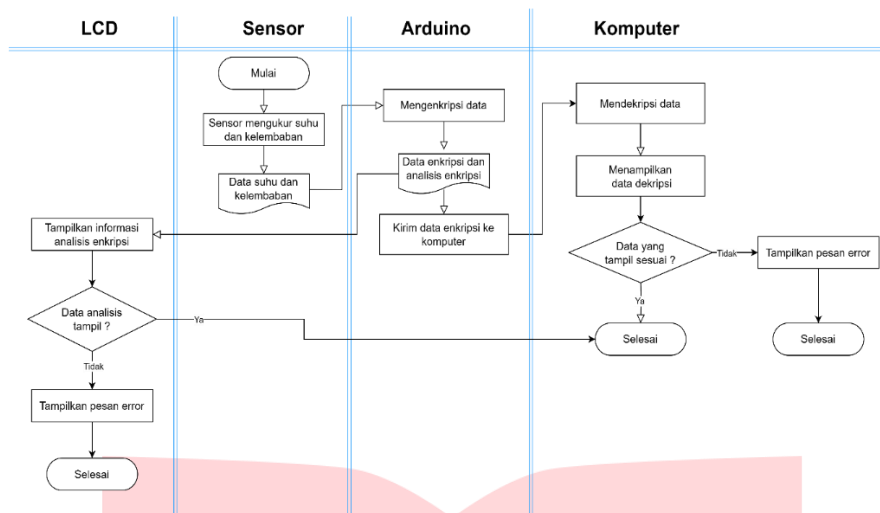 LCD
Sensor
Arduino
Komputer
Mulai
Sensor mengukur suhu
dan kelembaban
Data suhu dan
kelembaban
Mengenkripsi data
Data enkripsi dan
analisis enkripsi
Kirim data enkripsi ke
komputer
Mendekripsi data
Menampilkan
data dekripsi
Data yang
tampil sesuai ?
Tidak
Tampilkan pesan error
Ya
Selesai
Selesai
Tampilkan informasi
analisis enkripsi
Data analisis
tampil ?
Ya
Tidak
Tampilkan pesan error
Selesai